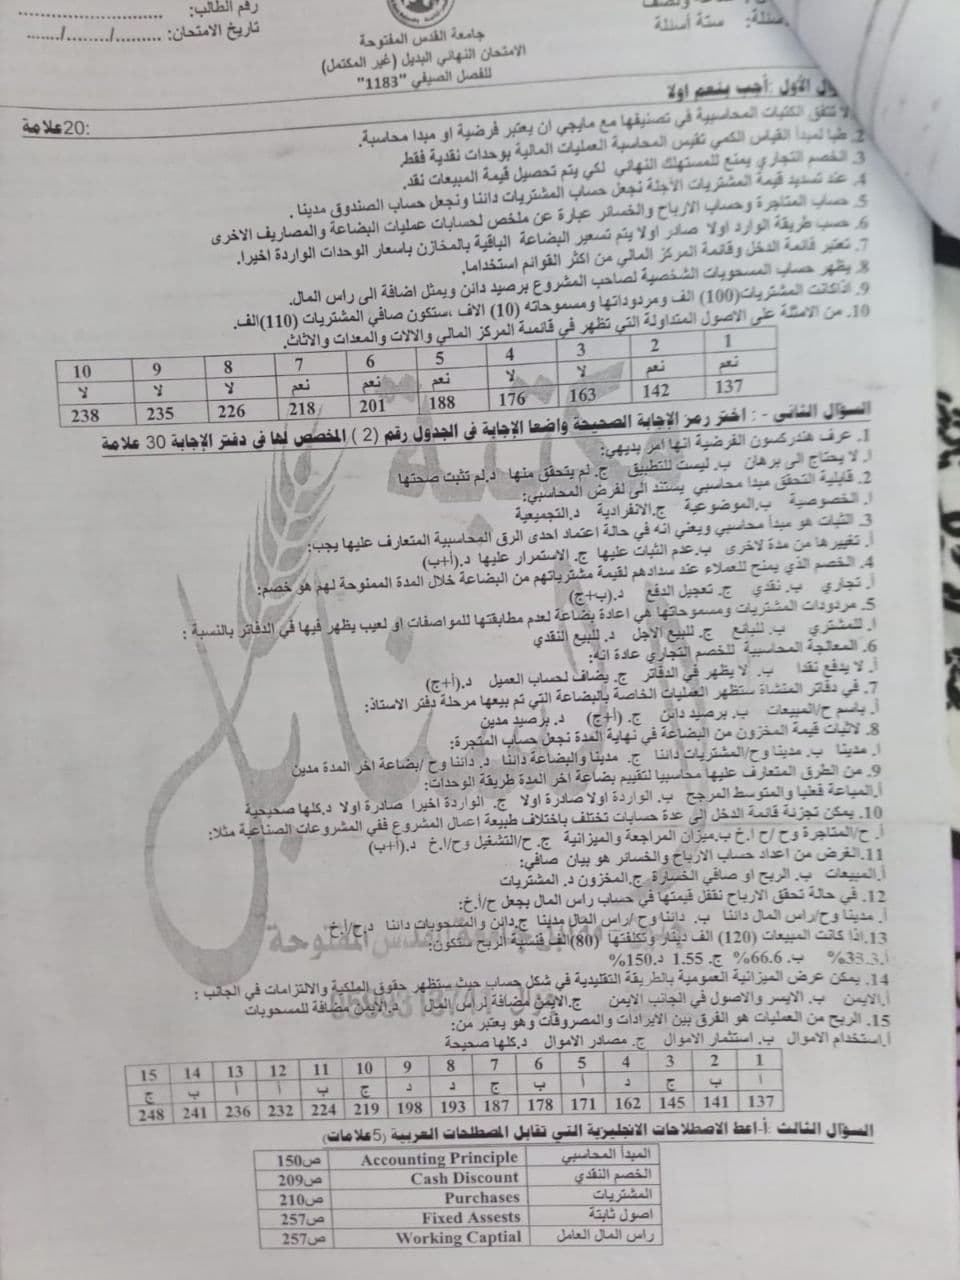 رقم الطالب: ................................
تاريخ الامتحان: ......../......../.......
جامعة القدس المفتوحة
الامتحان النهائي البديل (غير المكتمل)
للفصل الصيفي "1183"
ستة أسئلة
الأول :أجب بنعم اولا
:20علامة
لا تتفق الكتبات المحاسبية في تصنيفها مع مايجي ان يعتبر فرضية او مبدا محاسبة.
2. طبا لمبدأ القياس الكمي تقيس المحاسبة العمليات المالية بوحدات نقدية فقط
3. الخصم التجاري يمنع للمستهلك النهائي لكي يتم تحصيل قيمة المبيعات نقد.
4. عند تسديد قيمة المشتريات الاجلة نجعل حساب المشتريات دائنا ونجعل حساب الصندوق مدينا .
5. حساب المتاجرة وحساب الارباح والخسائر عبارة عن ملخص لحسابات عمليات البضاعة والمصاريف الاخرى
6. حسب طريقة الوارد اولا صادر اولا يتم تسعير البضاعة الباقية بالمخازن باسعار الوحدات الواردة اخيرا.
7. تعتبر قائمة الدخل وقائمة المركز المالي من اكثر القوائم استخداما.
8. يظهر حساب المسحوبات الشخصية لصاحب المشروع برصيد دائن ويمثل اضافة الى راس المال.
9. اذاكانت المشتريات(100) الف ومردوداتها ومسموحاته (10) الاف ،ستكون صافي المشتريات (110)الف.
10. من الامثلة على الاصول المتداولة التي تظهر في قائمة المركز المالي والالات والمعدات والاثاث.
1 2 3 4 5 6 7 8 9 10
نعم نعم لا لا نعم نعم نعم لا لا لا
137 142 163 176 188 201 218 226 235 238
السؤال الثاني - : اختر رمز الإجابة الصحيحة واضعا الإجابة في الجدول رقم (2 ) المخصص لها في دفتر الإجابة 30 علامة
1. عرف هندركسون الفرضية انها امر بديهي:
ا. لا يحتاج الى برهان ب. ليست للتطبيق ج. لم يتحقق منها د.لم تثبت صحتها
2. قابلية التحقق مبدا محاسبي يستند الى لفرض المحاسبي:
ا. الخصوصية ب.الموضوعية ج.الانفرادية د.التجميعية
3. الثبات هو مبدأ محاسبي ويعني انه في حالة اعتماد احدى الرق المحاسبية المتعارف عليها يجب:
أ. تغييرها من مدة لاخرى ب.عدم الثبات عليها ج. الاستمرار عليها د.(أ+ب)
4. الخصم الذي يمنح للعملاء عند سدادهم لقيمة مشترياتهم من البضاعة خلال المدة الممنوحة لهم هو خصم:
أ. تجاري ب. نقدي ج. تعجيل الدفع د.(ب+ج)
5. مردودات المشتريات ومسموحاتها هي اعادة بضاعة لعدم مطابقتها للمواصفات او لعيب يظهر فيها في الدفاتر بالنسبة :
ا. للمشتري ب. للبائع ج. للبيع الاجل د. للبيع النقدي
6. المعالجة المحاسبية للخصم التجاري عادة انه:
أ. لا يدفع نقدا ب. لا يظهر في الدفاتر ج. يضاف لحساب العميل د.(أ+ج)
7. في دفاتر المنشاة ستظهر العمليات الخاصة بالبضاعة التي تم بيعها مرحلة دفتر الاستاذ:
أ. باسم ح/المبيعات ب. برصيد دائن ج. (أ+ج) د. برصيد مدين
8. لاثبات قيمة المخزون من البضاعة في نهاية المدة نجعل حساب المتجرة:
ا. مدينا ب. مدينا وح/المشتريات دائنا ج. مدينا والبضاعة دائنا د. دائنا وح /بضاعة اخر المدة مدين
9. من الطرق المتعارف عليها محاسبيا لتقييم بضاعة اخر المدة طريقة الوحدات:
أ.المباعة فعليا والمتوسط المرجح ب. الواردة اولا صادرة اولا ج. الواردة اخيرا صادرة اولا د.كلها صحيحية
10. يمكن تجزئة قائمة الدخل الى عدة حسابات تختلف باختلاف طبيعة اعمال المشروع ففي المشروعات الصناعية مثلا:
أ. ح/المتاجرة وح/ ا.خ ب.ميزان المراجعة والميزانية ج. ح/التشغيل وح/ا.خ د.(أ+ب)
11.الغرض من اعداد حساب الارباح والخسائر هو بيان صافي:
أ.المبيعات ب. الربح او صافي الخسارة ج.المخزون د. المشتريات
12. في حالة تحقق الارباح نقفل قيمتها في حساب راس المال بجعل ح/أ.خ:
أ. مدينا وح/راس المال دائنا ب. دائنا وح/راس المال مدينا ج.دائن والمسحوبات دائنا د.ح/أ.خ
13.اذا كانت المبيعات (120) الف دينار وتكلفتها (80)الف فنسبة الربح ستكون:
أ.33.3% ب. 66.6% ج. 1.55 د.150%
14. يمكن عرض الميزانية العمومية بالطريقة التقليدية في شكل حساب حيث ستظهر حقوق الملكية والالتزامات في الجانب :
أ.الايمن ب. الايسر والاصول في الجانب الايمن ج.الايمن مضافة لراس المال د.الايمن مضافة للمسحوبات
15. الربح من العمليات هو الفرق بين الايرادات والمصروفات وهو يعتبر من:
أ.استخدام الاموال ب. استثمار الاموال ج. مصادر الاموال د.كلها صحيحة
1 2 3 4 5 6 7 8 9 10 11 12 13 14 15
ا ب ج د أ ب ج د د ج ب أ أ ب ج
137 141 145 162 171 178 187 193 198 219 224 232 236 241 248
السؤال الثالث :أ-اعط الاصطلاحات الانجليزية التي تقابل المصطلحات العربية (5علامات)
المبدأ المحاسبي Accounting Principle ص150
الخصم النقدي Cash Discount ص209
المشتريات Purchases ص210
اصول ثابتة Fixed Assests ص257
راس المال العامل Working Captial ص257